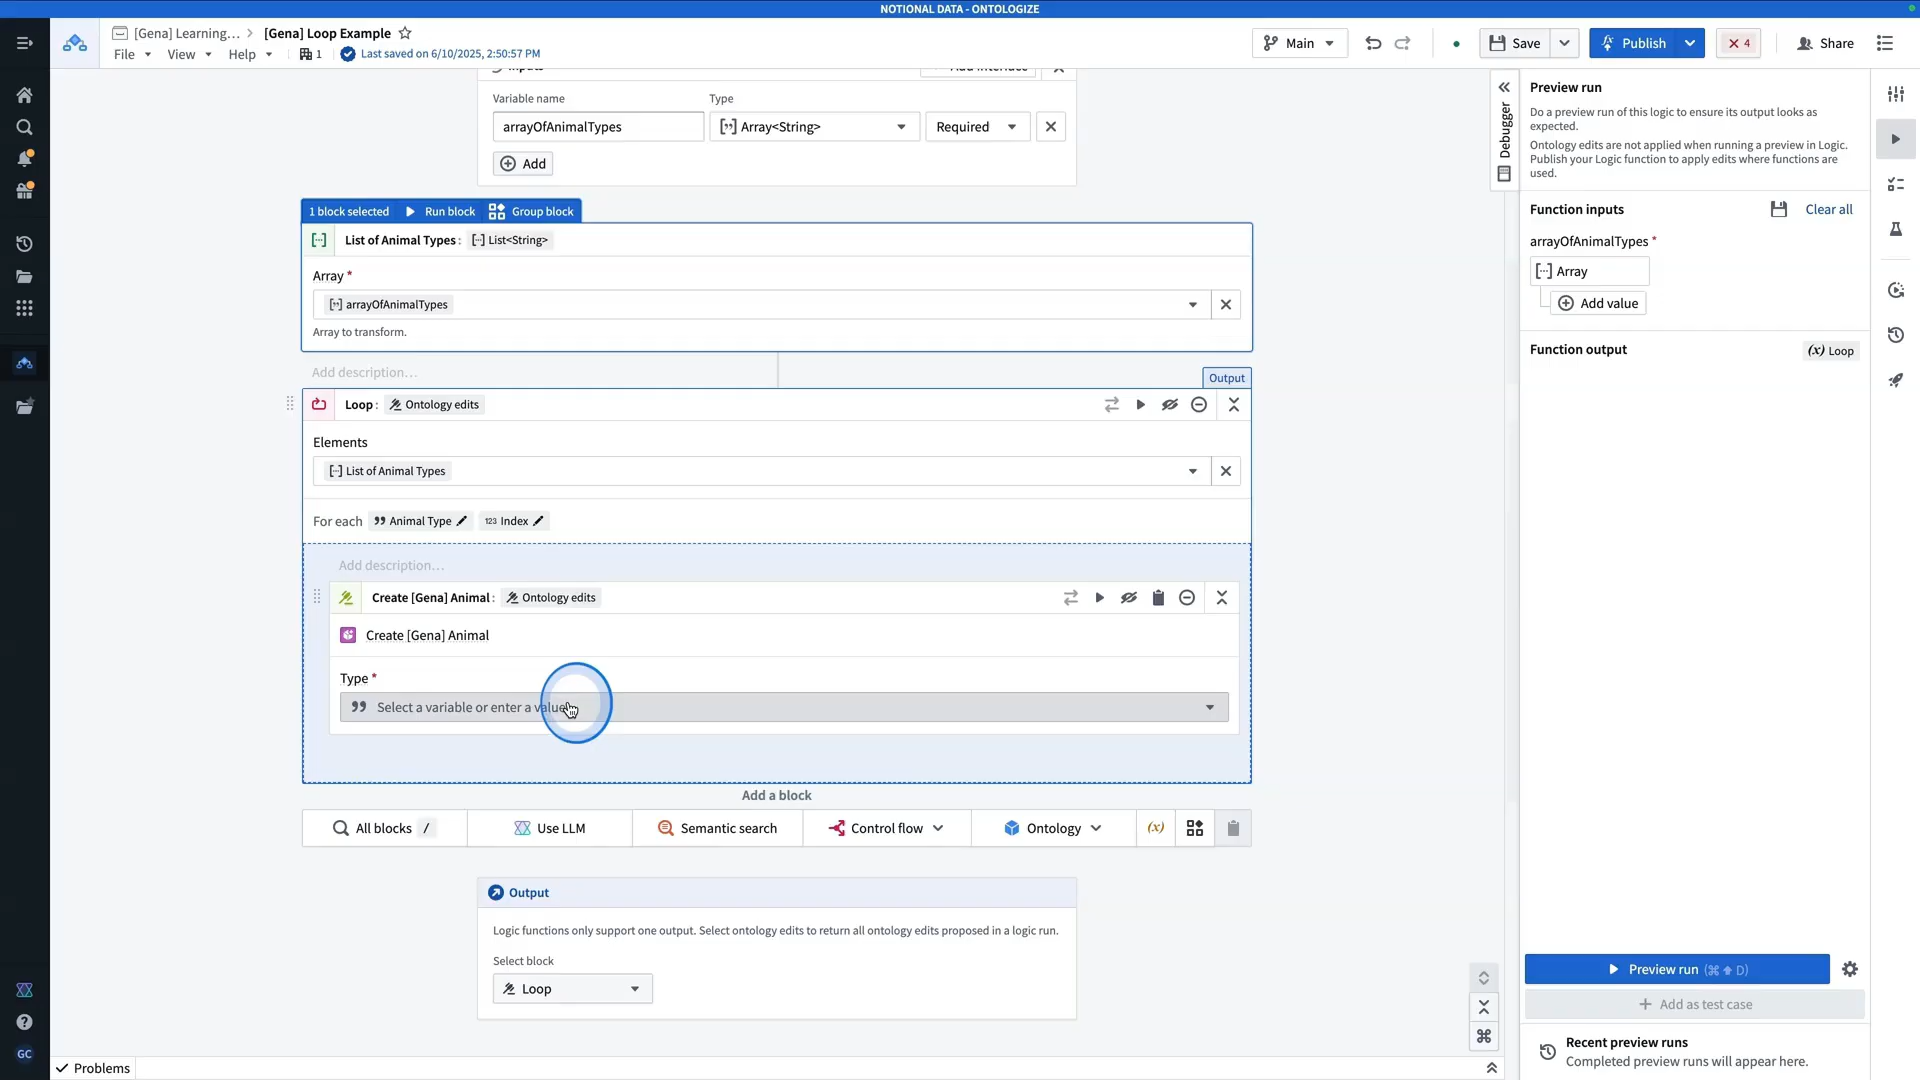 NOTIONAL DATA - ONTOLOGIZE
[Gena] Learning... > [Gena] Loop Example
File View Help 1 Last saved on 6/10/2025, 2:50:57 PM
Main Save Publish 4 Share
Inputs Add interface
Variable name Type
arrayOfAnimalTypes Array<String> Required
Add
1 block selected Run block Group block
List of Animal Types : List<String>
Array *
arrayOfAnimalTypes
Array to transform.
Add description...
Output
Loop : Ontology edits
Elements
List of Animal Types
For each Animal Type 123 Index
Add description...
Create [Gena] Animal : Ontology edits
Create [Gena] Animal
Type *
Select a variable or enter a value
Add a block
All blocks / Use LLM Semantic search Control flow Ontology (x)
Output
Logic functions only support one output. Select ontology edits to return all ontology edits proposed in a logic run.
Select block
Loop
Problems
GC
Debugger
Preview run
Do a preview run of this logic to ensure its output looks as
expected.
Ontology edits are not applied when running a preview in Logic.
Publish your Logic function to apply edits where functions are
used.
Function inputs Clear all
arrayOfAnimalTypes *
Array
Add value
Function output (x) Loop
Preview run (⌘ ⇧ D)
Add as test case
Recent preview runs
Completed preview runs will appear here.